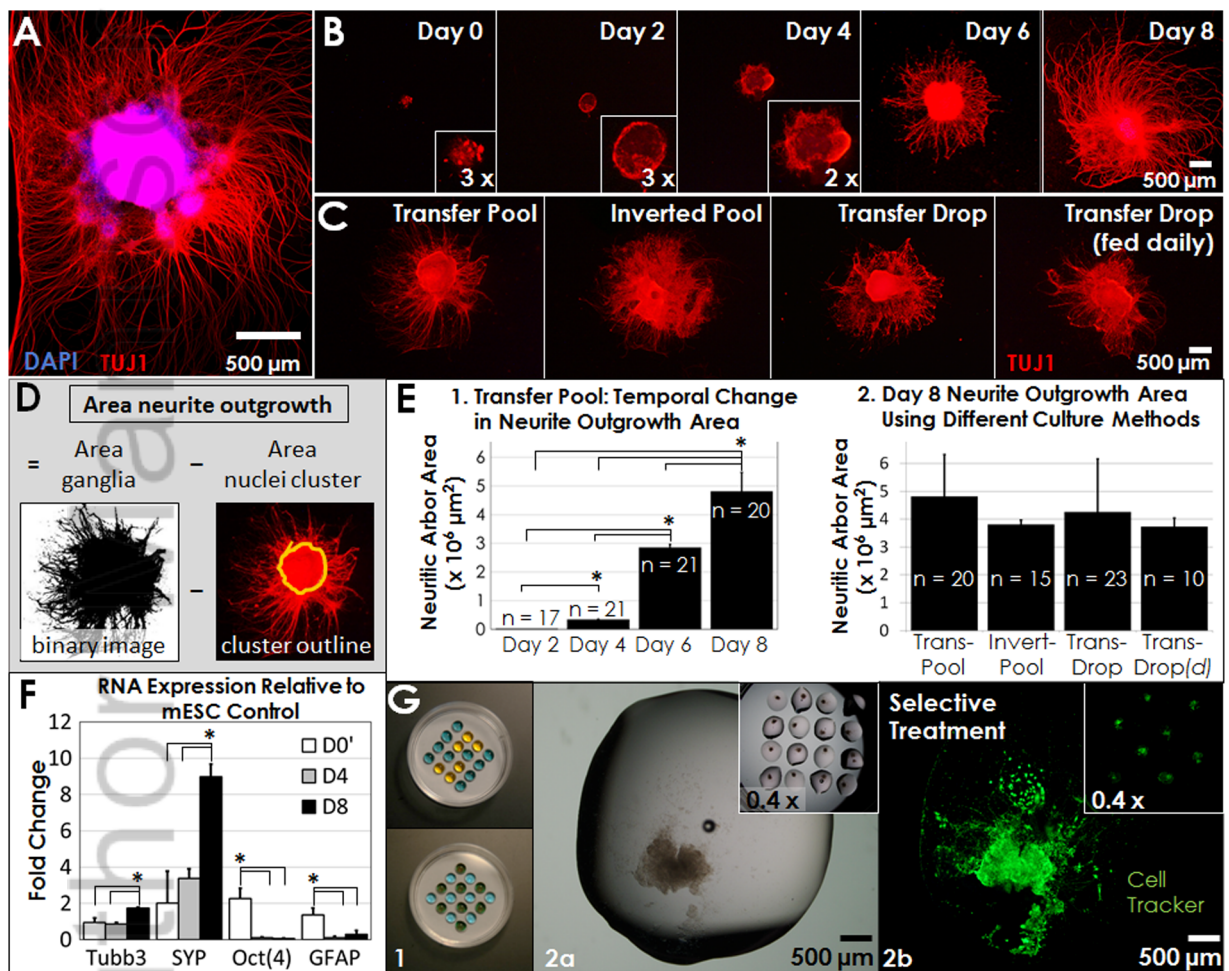 A
DAPI TUJ1 500 µm
B
Day 0
3 x
Day 2
3 x
Day 4
2 x
Day 6
Day 8
500 µm
C
Transfer Pool
Inverted Pool
Transfer Drop
Transfer Drop
(fed daily)
TUJ1
500 µm
D
Area neurite outgrowth
= Area
ganglia
– Area
nuclei cluster
binary image
–
cluster outline
E
1. Transfer Pool: Temporal Change
in Neurite Outgrowth Area
Neuritic Arbor Area
(x 10⁶ µm²)
6
5
4
3
2
1
0
*
*
*
n = 17
n = 21
n = 21
n = 20
Day 2 Day 4 Day 6 Day 8
2. Day 8 Neurite Outgrowth Area
Using Different Culture Methods
Neuritic Arbor Area
(x 10⁶ µm²)
6
5
4
3
2
1
0
n = 20
n = 15
n = 23
n = 10
Trans-
Pool
Invert-
Pool
Trans-
Drop
Trans-
Drop(d)
F
RNA Expression Relative to
mESC Control
Fold Change
12
10
8
6
4
2
0
D0'
D4
D8
*
*
*
*
Tubb3 SYP Oct(4) GFAP
G
1
0.4 x
2a
500 µm
Selective
Treatment
0.4 x
Cell
Tracker
2b
500 µm